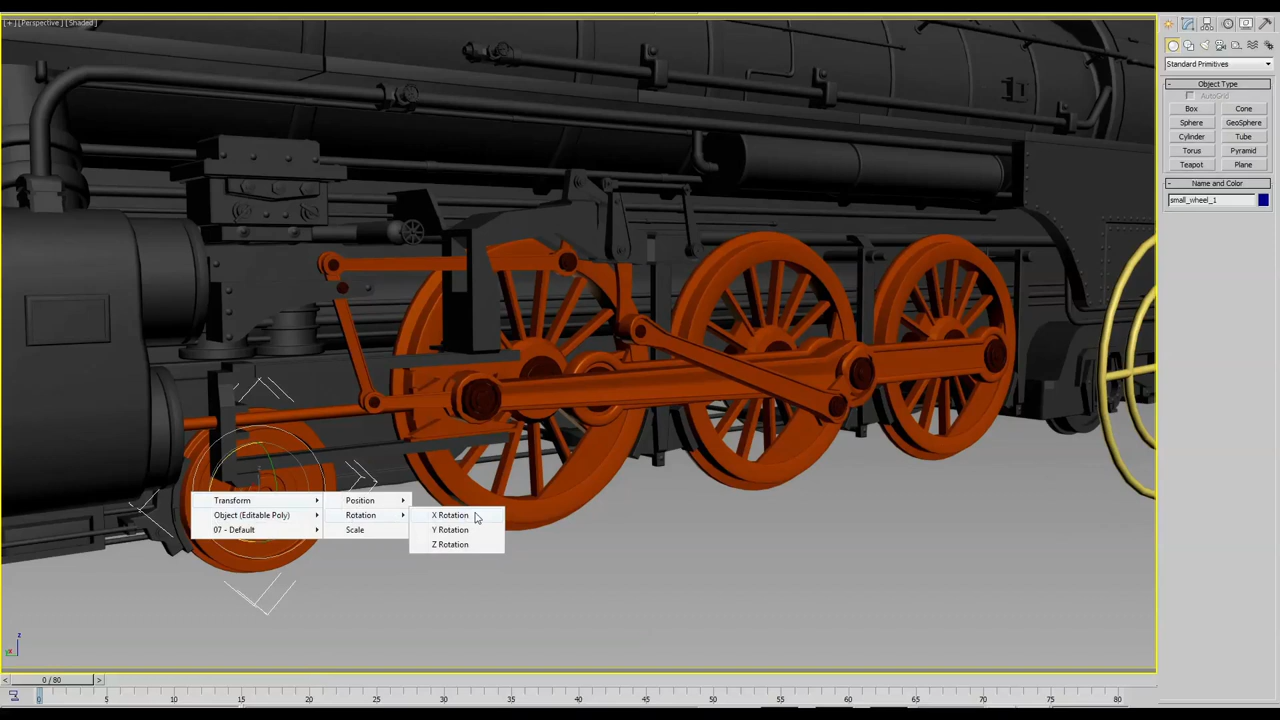 [+][Perspective][Shaded]
Standard Primitives
- Object Type
AutoGrid
Box Cone
Sphere GeoSphere
Cylinder Tube
Torus Pyramid
Teapot Plane
- Name and Color
small_wheel_1
Transform
Object (Editable Poly)
07 - Default
Position
Rotation
Scale
X Rotation
Y Rotation
Z Rotation
z
< 0 / 80 >
0 5 10 15 20 25 30 35 40 45 50 55 60 65 70 75 80